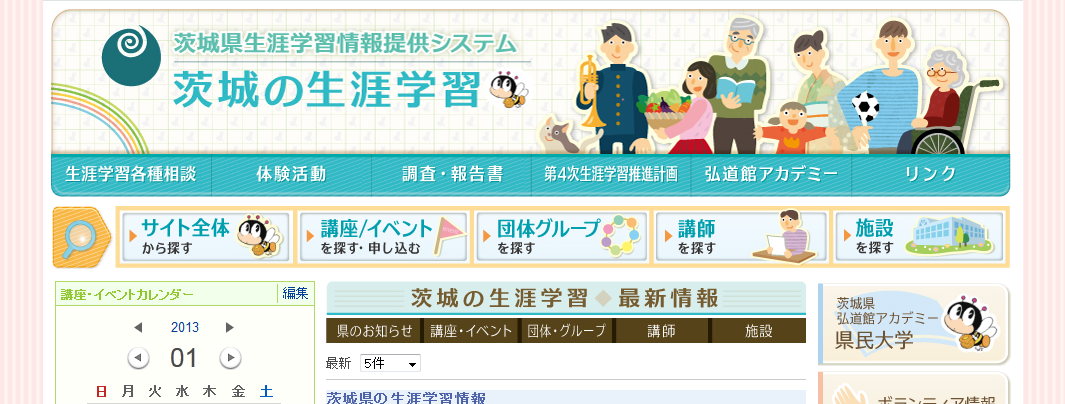 茨城県生涯学習情報提供システム
茨城の生涯学習
生涯学習各種相談 体験活動 調査・報告書 第4次生涯学習推進計画 弘道館アカデミー リンク
サイト全体 講座/イベント 団体グループ 講師 施設
から探す を探す・申し込む を探す を探す を探す
講座・イベントカレンダー 編集
2013
01
日 月 火 水 木 金 土
茨城の生涯学習◆最新情報
県のお知らせ 講座・イベント 団体・グループ 講師 施設
最新 5件
茨城県の生涯学習情報
茨城県
弘道館アカデミー
県民大学
ボランティア情報